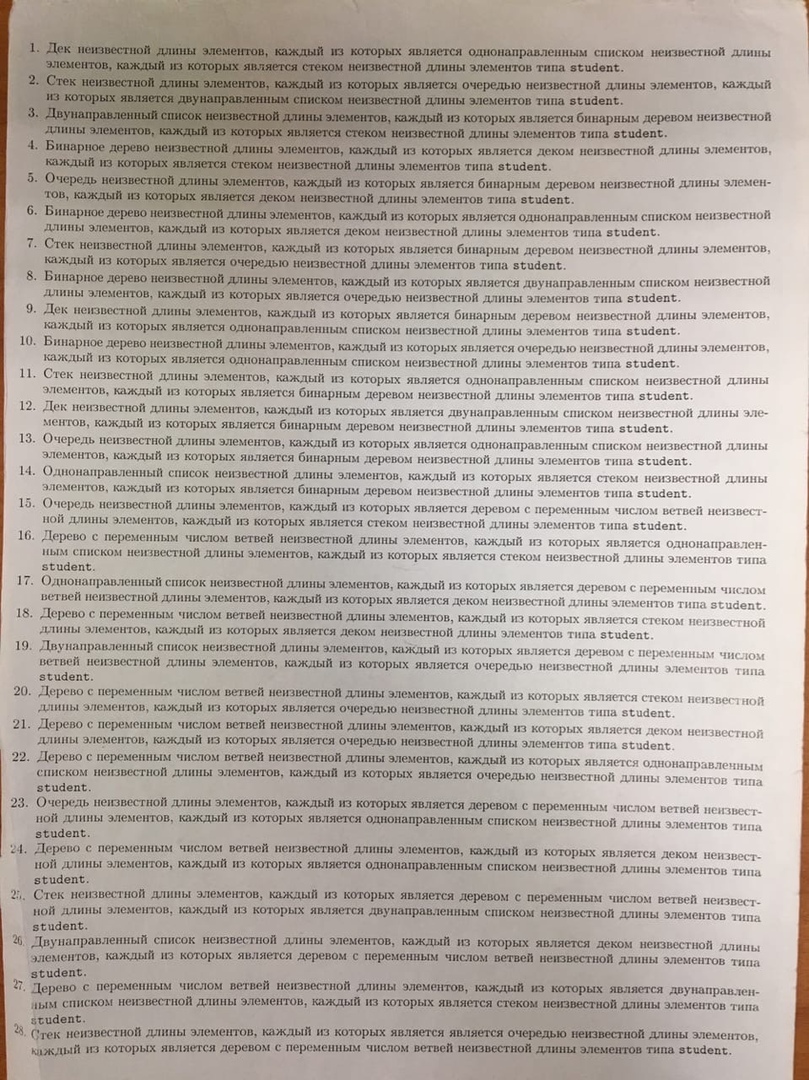 1. Дек неизвестной длины элементов, каждый из которых является однонаправленным списком неизвестной длины
элементов, каждый из которых является стеком неизвестной длины элементов типа student.
2. Стек неизвестной длины элементов, каждый из которых является очередью неизвестной длины элементов, каждый
из которых является двунаправленным списком неизвестной длины элементов типа student.
3. Двунаправленный список неизвестной длины элементов, каждый из которых является бинарным деревом неизвестной
длины элементов, каждый из которых является стеком неизвестной длины элементов типа student.
4. Бинарное дерево неизвестной длины элементов, каждый из которых является деком неизвестной длины элементов,
каждый из которых является стеком неизвестной длины элементов типа student.
5. Очередь неизвестной длины элементов, каждый из которых является бинарным деревом неизвестной длины элемен-
тов, каждый из которых является деком неизвестной длины элементов типа student.
6. Бинарное дерево неизвестной длины элементов, каждый из которых является однонаправленным списком неизвестной
длины элементов, каждый из которых является деком неизвестной длины элементов типа student.
7. Стек неизвестной длины элементов, каждый из которых является бинарным деревом неизвестной длины элементов,
каждый из которых является очередью неизвестной длины элементов типа student.
8. Бинарное дерево неизвестной длины элементов, каждый из которых является двунаправленным списком неизвестной
длины элементов, каждый из которых является очередью неизвестной длины элементов типа student.
9. Дек неизвестной длины элементов, каждый из которых является бинарным деревом неизвестной длины элементов,
каждый из которых является однонаправленным списком неизвестной длины элементов типа student.
10. Бинарное дерево неизвестной длины элементов, каждый из которых является очередью неизвестной длины элементов,
каждый из которых является однонаправленным списком неизвестной длины элементов типа student.
11. Стек неизвестной длины элементов, каждый из которых является однонаправленным списком неизвестной длины
элементов, каждый из которых является бинарным деревом неизвестной длины элементов типа student.
12. Дек неизвестной длины элементов, каждый из которых является двунаправленным списком неизвестной длины эле-
ментов, каждый из которых является бинарным деревом неизвестной длины элементов типа student.
13. Очередь неизвестной длины элементов, каждый из которых является однонаправленным списком неизвестной длины
элементов, каждый из которых является бинарным деревом неизвестной длины элементов типа student.
14. Однонаправленный список неизвестной длины элементов, каждый из которых является стеком неизвестной длины
элементов, каждый из которых является бинарным деревом неизвестной длины элементов типа student.
15. Очередь неизвестной длины элементов, каждый из которых является деревом с переменным числом ветвей неизвест-
ной длины элементов, каждый из которых является стеком неизвестной длины элементов типа student.
16. Дерево с переменным числом ветвей неизвестной длины элементов, каждый из которых является однонаправлен-
ным списком неизвестной длины элементов, каждый из которых является стеком неизвестной длины элементов типа
student.
17. Однонаправленный список неизвестной длины элементов, каждый из которых является деревом с переменным числом
ветвей неизвестной длины элементов, каждый из которых является деком неизвестной длины элементов типа student.
18. Дерево с переменным числом ветвей неизвестной длины элементов, каждый из которых является стеком неизвестной
длины элементов, каждый из которых является деком неизвестной длины элементов типа student.
19. Двунаправленный список неизвестной длины элементов, каждый из которых является деревом с переменным числом
ветвей неизвестной длины элементов, каждый из которых является очередью неизвестной длины элементов типа
student.
20. Дерево с переменным числом ветвей неизвестной длины элементов, каждый из которых является стеком неизвестной
длины элементов, каждый из которых является очередью неизвестной длины элементов типа student.
21. Дерево с переменным числом ветвей неизвестной длины элементов, каждый из которых является деком неизвестной
длины элементов, каждый из которых является очередью неизвестной длины элементов типа student.
22. Дерево с переменным числом ветвей неизвестной длины элементов, каждый из которых является однонаправленным
списком неизвестной длины элементов, каждый из которых является очередью неизвестной длины элементов типа
student.
23. Очередь неизвестной длины элементов, каждый из которых является деревом с переменным числом ветвей неизвест-
ной длины элементов, каждый из которых является однонаправленным списком неизвестной длины элементов типа
student.
24. Дерево с переменным числом ветвей неизвестной длины элементов, каждый из которых является деком неизвест-
ной длины элементов, каждый из которых является однонаправленным списком неизвестной длины элементов типа
student.
25. Стек неизвестной длины элементов, каждый из которых является деревом с переменным числом ветвей неизвест-
ной длины элементов, каждый из которых является двунаправленным списком неизвестной длины элементов типа
student.
26. Двунаправленный список неизвестной длины элементов, каждый из которых является деком неизвестной длины
элементов, каждый из которых является деревом с переменным числом ветвей неизвестной длины элементов типа
student.
27. Дерево с переменным числом ветвей неизвестной длины элементов, каждый из которых является двунаправлен-
ным списком неизвестной длины элементов, каждый из которых является стеком неизвестной длины элементов типа
student.
28. Стек неизвестной длины элементов, каждый из которых является является очередью неизвестной длины элементов,
каждый из которых является деревом с переменным числом ветвей неизвестной длины элементов типа student.